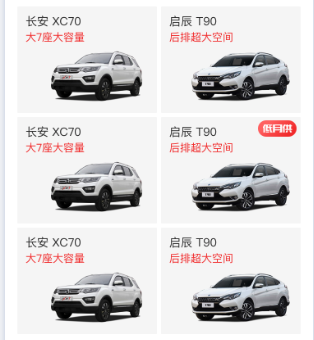 长安 XC70
大7座大容量
启辰 T90
后排超大空间
长安 XC70
大7座大容量
启辰 T90
后排超大空间
低月供
长安 XC70
大7座大容量
启辰 T90
后排超大空间